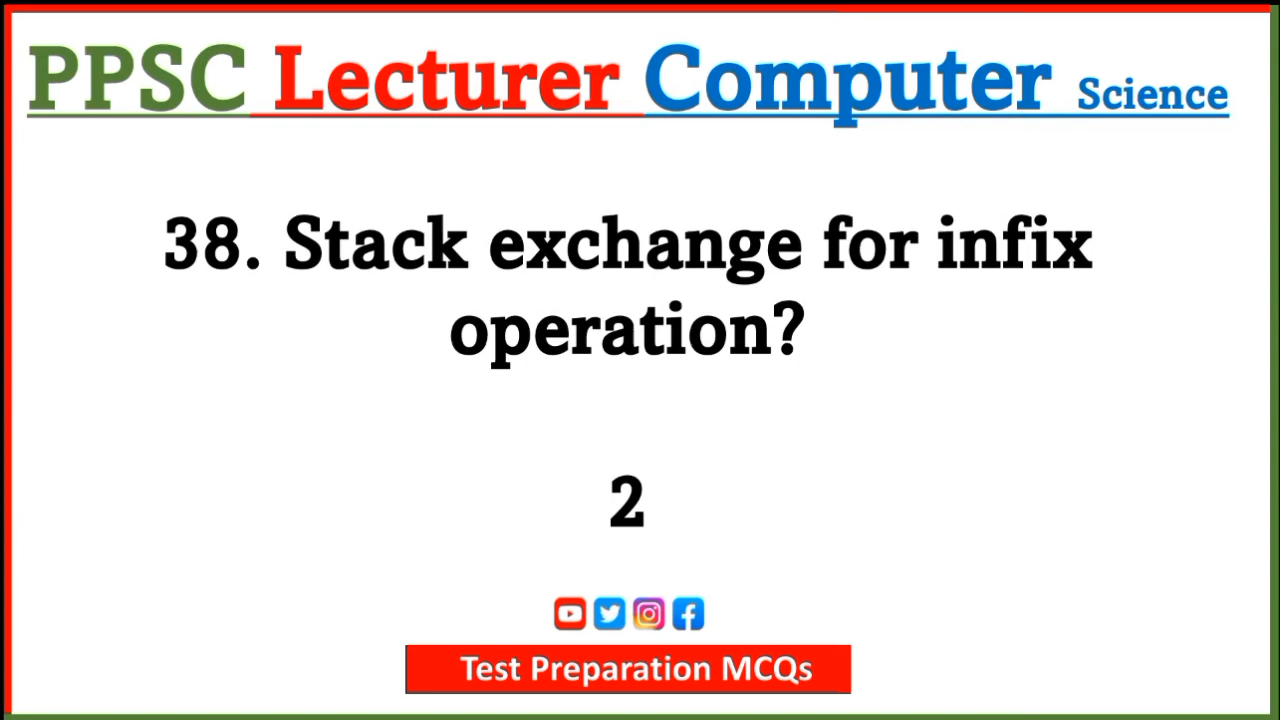 PPSC Lecturer Computer Science
38. Stack exchange for infix
operation?
2
Test Preparation MCQs